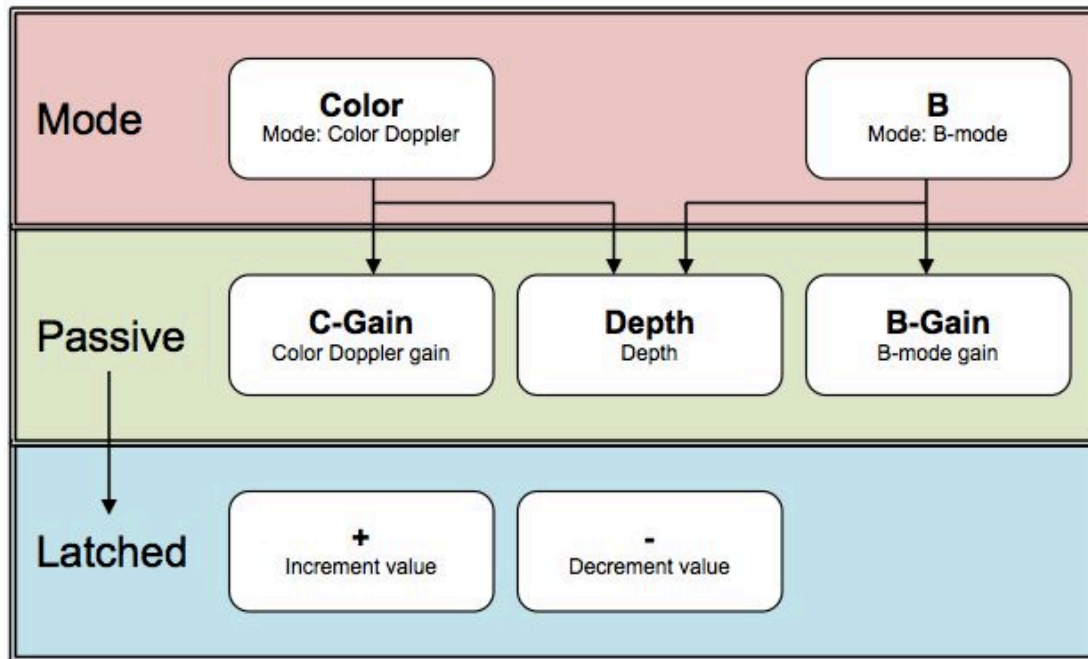 Mode
Color
Mode: Color Doppler
B
Mode: B-mode
Passive
C-Gain
Color Doppler gain
Depth
Depth
B-Gain
B-mode gain
Latched
+
Increment value
-
Decrement value